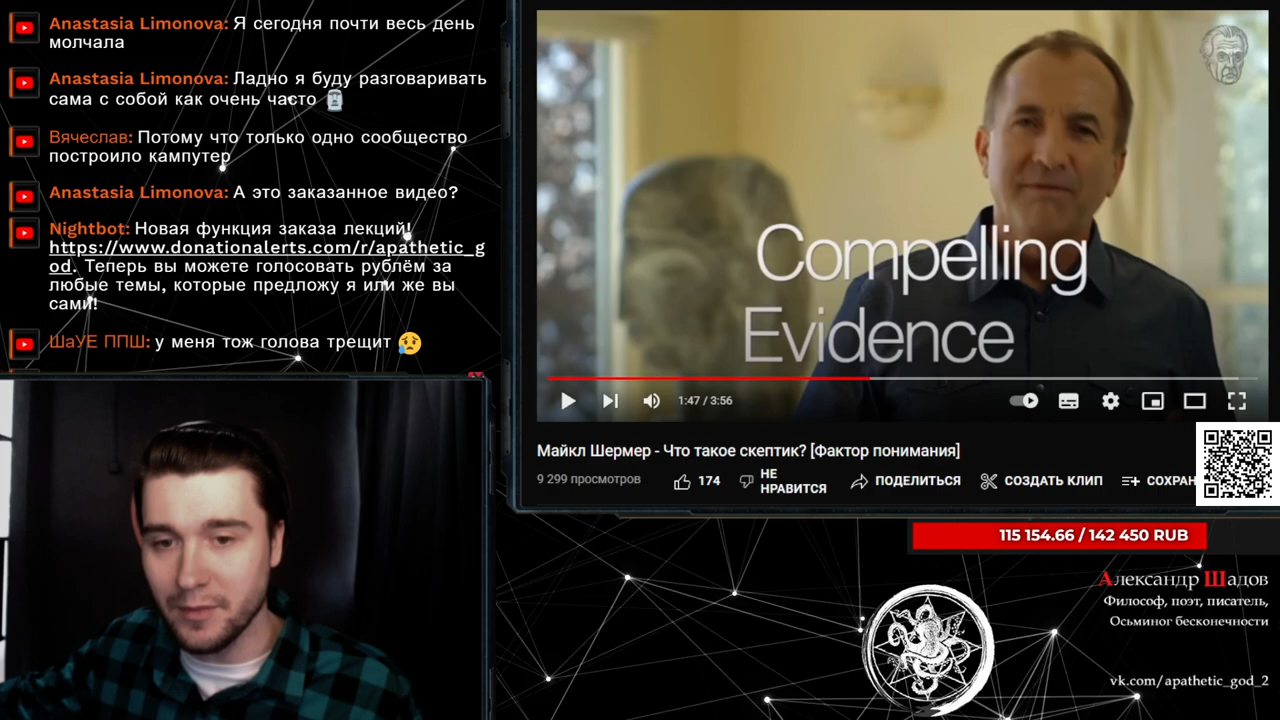 Anastasia Limonova: Я сегодня почти весь день
молчала
Anastasia Limonova: Ладно я буду разговаривать
сама с собой как очень часто 🗿
Вячеслав: Потому что только одно сообщество
построило кампутер
Anastasia Limonova: А это заказанное видео?
Nightbot: Новая функция заказа лекций!
https://www.donationalerts.com/r/apathetic_g
od. Теперь вы можете голосовать рублём за
любые темы, которые предложу я или же вы
сами!
ШаУЕ ППШ: у меня тож голова трещит 😥
Compelling
Evidence
1:47 / 3:56
Майкл Шермер - Что такое скептик? [Фактор понимания]
9 299 просмотров
174
НЕ
НРАВИТСЯ
ПОДЕЛИТЬСЯ
СОЗДАТЬ КЛИП
СОХРАН
115 154.66 / 142 450 RUB
Александр Шадов
Философ, поэт, писатель,
Осьминог бесконечности
vk.com/apathetic_god_2